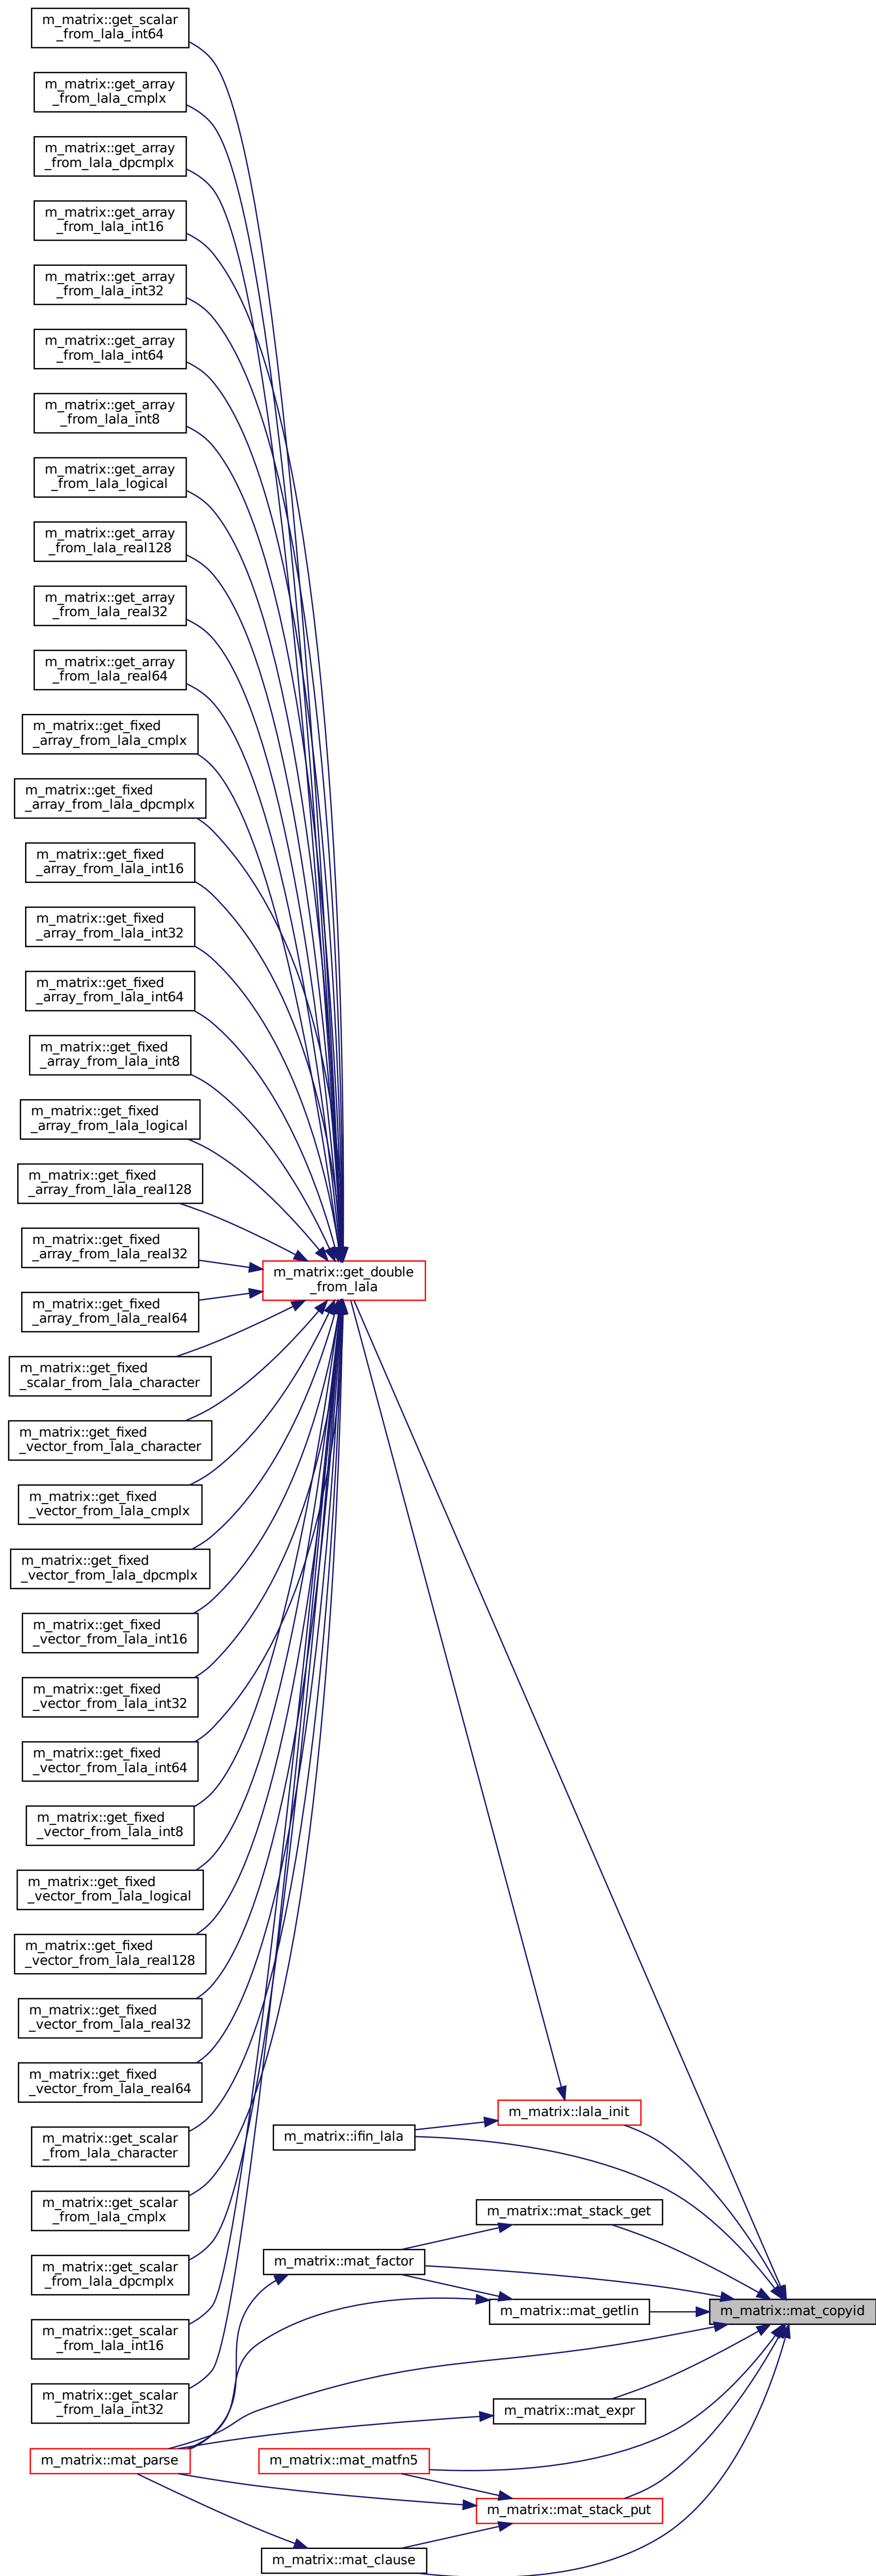 m_matrix::get_scalar
_from_lala_int64
m_matrix::get_array
_from_lala_cmplx
m_matrix::get_array
_from_lala_dpcmplx
m_matrix::get_array
_from_lala_int16
m_matrix::get_array
_from_lala_int32
m_matrix::get_array
_from_lala_int64
m_matrix::get_array
_from_lala_int8
m_matrix::get_array
_from_lala_logical
m_matrix::get_array
_from_lala_real128
m_matrix::get_array
_from_lala_real32
m_matrix::get_array
_from_lala_real64
m_matrix::get_fixed
_array_from_lala_cmplx
m_matrix::get_fixed
_array_from_lala_dpcmplx
m_matrix::get_fixed
_array_from_lala_int16
m_matrix::get_fixed
_array_from_lala_int32
m_matrix::get_fixed
_array_from_lala_int64
m_matrix::get_fixed
_array_from_lala_int8
m_matrix::get_fixed
_array_from_lala_logical
m_matrix::get_fixed
_array_from_lala_real128
m_matrix::get_fixed
_array_from_lala_real32
m_matrix::get_double
_from_lala
m_matrix::get_fixed
_array_from_lala_real64
m_matrix::get_fixed
_scalar_from_lala_character
m_matrix::get_fixed
_vector_from_lala_character
m_matrix::get_fixed
_vector_from_lala_cmplx
m_matrix::get_fixed
_vector_from_lala_dpcmplx
m_matrix::get_fixed
_vector_from_lala_int16
m_matrix::get_fixed
_vector_from_lala_int32
m_matrix::get_fixed
_vector_from_lala_int64
m_matrix::get_fixed
_vector_from_lala_int8
m_matrix::get_fixed
_vector_from_lala_logical
m_matrix::get_fixed
_vector_from_lala_real128
m_matrix::get_fixed
_vector_from_lala_real32
m_matrix::get_fixed
_vector_from_lala_real64
m_matrix::lala_init
m_matrix::ifin_lala
m_matrix::get_scalar
_from_lala_character
m_matrix::get_scalar
_from_lala_cmplx
m_matrix::mat_stack_get
m_matrix::get_scalar
_from_lala_dpcmplx
m_matrix::mat_factor
m_matrix::mat_getlin
m_matrix::mat_copyid
m_matrix::get_scalar
_from_lala_int16
m_matrix::get_scalar
_from_lala_int32
m_matrix::mat_expr
m_matrix::mat_parse
m_matrix::mat_matfn5
m_matrix::mat_stack_put
m_matrix::mat_clause